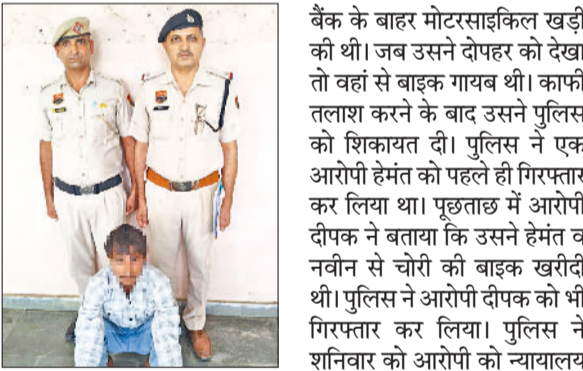 बैंक के बाहर मोटरसाइकिल खड़ी
की थी। जब उसने दोपहर को देखा
तो वहां से बाइक गायब थी। काफी
तलाश करने के बाद उसने पुलिस
को शिकायत दी। पुलिस ने एक
आरोपी हेमंत को पहले ही गिरफ्तार
कर लिया था। पूछताछ में आरोपी
दीपक ने बताया कि उसने हेमंत व
नवीन से चोरी की बाइक खरीदी
थी। पुलिस ने आरोपी दीपक को भी
गिरफ्तार कर लिया। पुलिस ने
शनिवार को आरोपी को न्यायालय